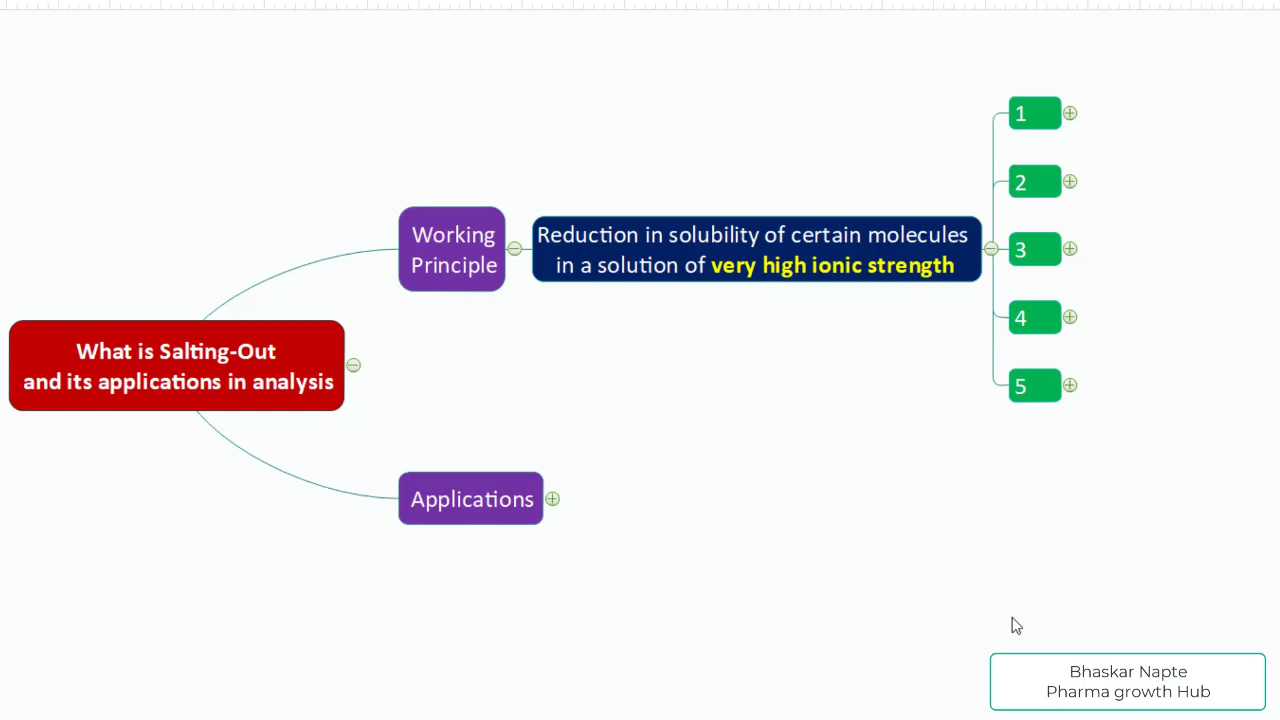 What is Salting-Out
and its applications in analysis
Working
Principle
Reduction in solubility of certain molecules
in a solution of very high ionic strength
1
2
3
4
5
Applications
Bhaskar Napte
Pharma growth Hub